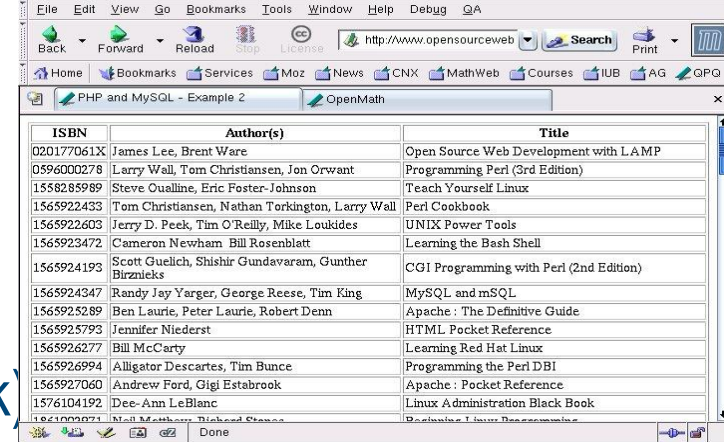 File Edit View Go Bookmarks Tools Window Help Debug QA
Back Forward Reload Stop License http://www.opensourceweb Search Print
Home Bookmarks Services Moz News CNX MathWeb Courses IUB AG QPQ
PHP and MySQL - Example 2 OpenMath
ISBN Author(s) Title
020177061X James Lee, Brent Ware Open Source Web Development with LAMP
0596000278 Larry Wall, Tom Christiansen, Jon Orwant Programming Perl (3rd Edition)
1558285989 Steve Oualline, Eric Foster-Johnson Teach Yourself Linux
1565922433 Tom Christiansen, Nathan Torkington, Larry Wall Perl Cookbook
1565922603 Jerry D. Peek, Tim O'Reilly, Mike Loukides UNIX Power Tools
1565923472 Cameron Newham Bill Rosenblatt Learning the Bash Shell
1565924193 Scott Guelich, Shishir Gundavaram, Gunther Birznieks CGI Programming with Perl (2nd Edition)
1565924347 Randy Jay Yarger, George Reese, Tim King MySQL and mSQL
1565925289 Ben Laurie, Peter Laurie, Robert Denn Apache : The Definitive Guide
1565925793 Jennifer Niederst HTML Pocket Reference
1565926277 Bill McCarty Learning Red Hat Linux
1565926994 Alligator Descartes, Tim Bunce Programming the Perl DBI
1565927060 Andrew Ford, Gigi Estabrook Apache : Pocket Reference
1576104192 Dee-Ann LeBlanc Linux Administration Black Book
1861002971 Neil Matthew, Richard Stones Beginning Linux Programming
k)
Done